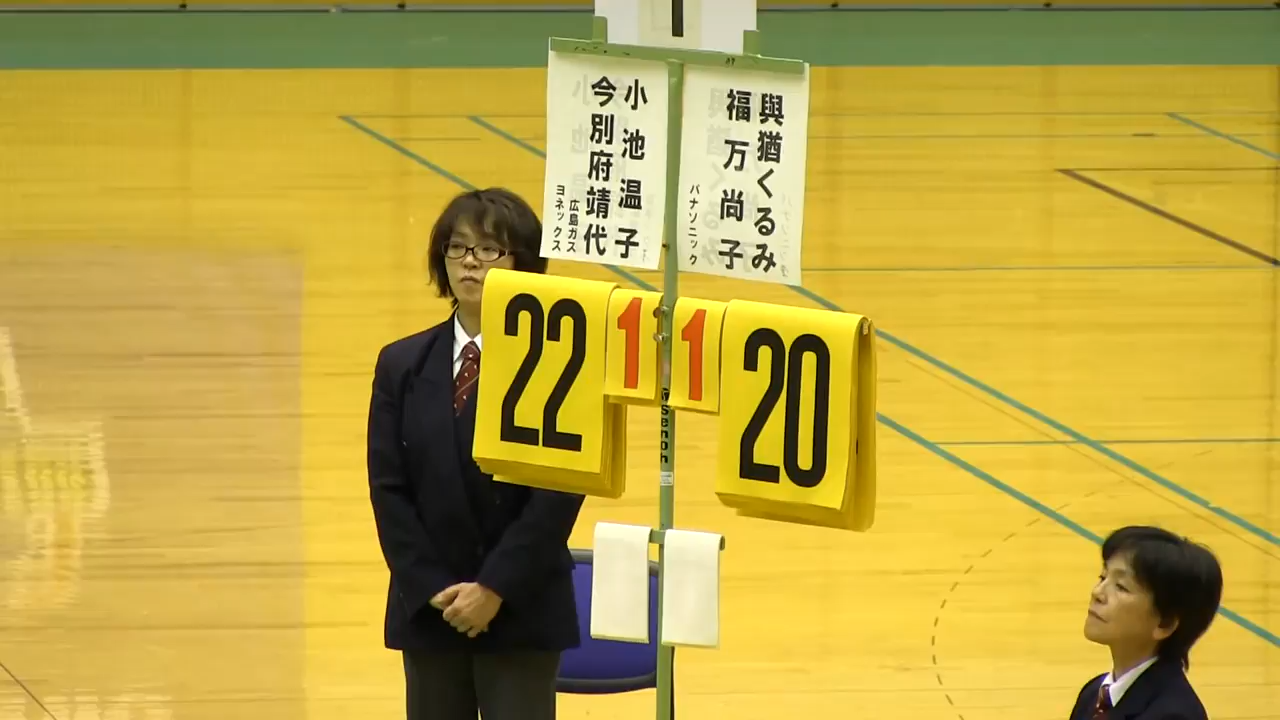 小池温子
今別府靖代
広島ガス
ヨネックス
與猶くるみ
福万尚子
パナソニック
22
1
1
20
senoh